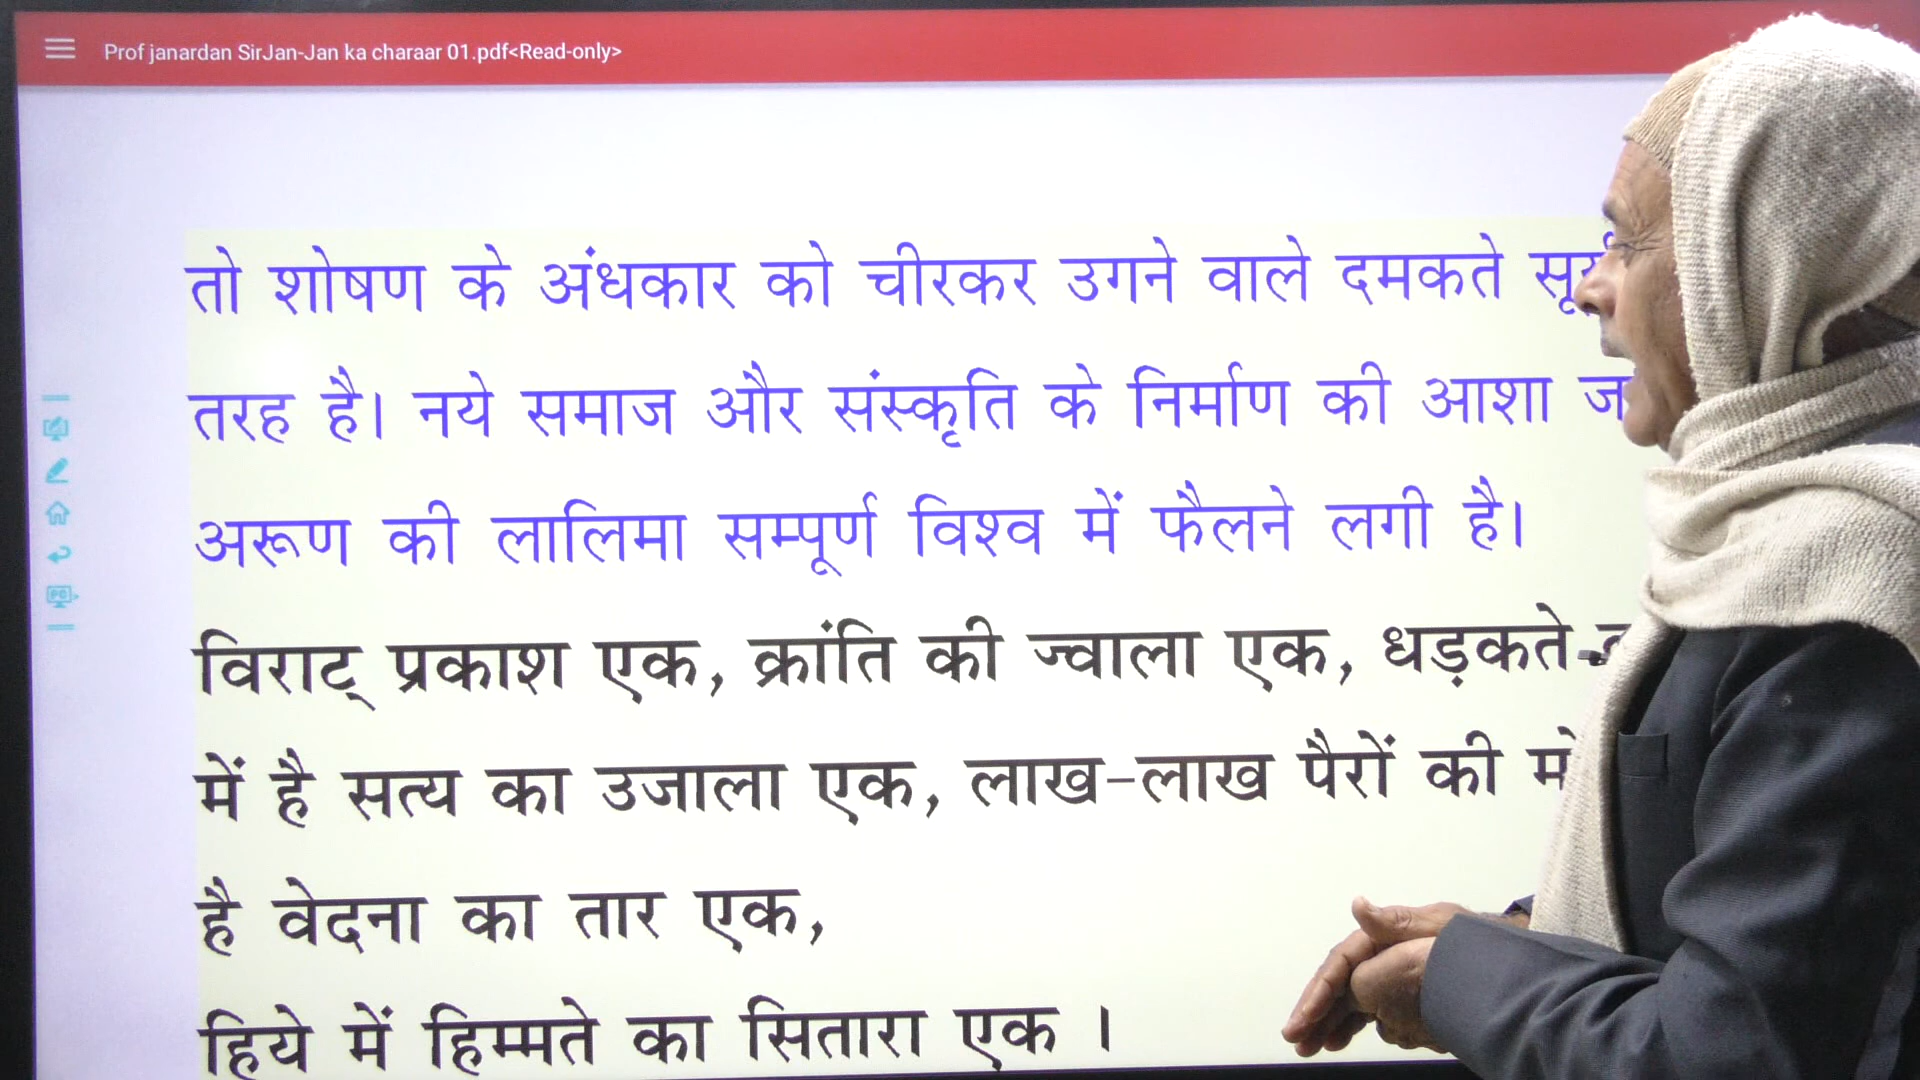 Prof janardan SirJan-Jan ka charaar 01.pdf<Read-only>
तो शोषण के अंधकार को चीरकर उगने वाले दमकते
तरह है। नये समाज और संस्कृति के निर्माण की आशा
अरूण की लालिमा सम्पूर्ण विश्व में फैलने लगी है।
विराट् प्रकाश एक, क्रांति की ज्वाला एक, धड़कते
में है सत्य का उजाला एक, लाख-लाख पैरों की
है वेदना का तार एक,
हिये में हिम्मते का सितारा एक ।
PC